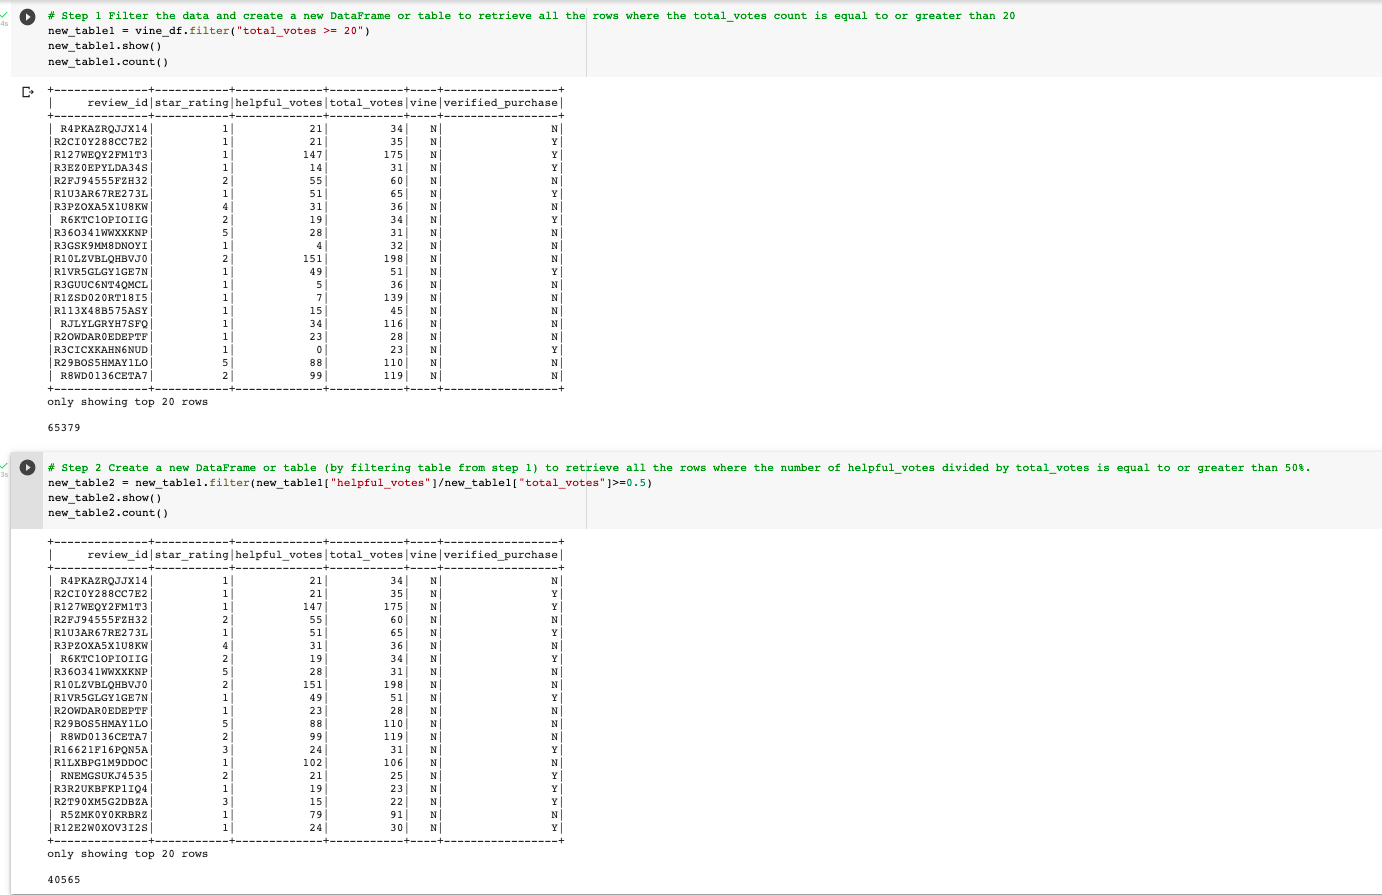 # Step 1 Filter the data and create a new DataFrame or table to retrieve all the rows where the total_votes count is equal to or greater than 20
new_table1 = vine_df.filter("total_votes >= 20")
new_table1.show()
new_table1.count()
4s
+--------------+-----------+-------------+-----------+----+-----------------+
|     review_id|star_rating|helpful_votes|total_votes|vine|verified_purchase|
+--------------+-----------+-------------+-----------+----+-----------------+
| R4PKAZRQJJX14|          1|           21|         34|   N|                N|
|R2CI0Y288CC7E2|          1|           21|         35|   N|                Y|
|R127WEQY2FM1T3|          1|          147|        175|   N|                Y|
|R3EZ0EPYLDA34S|          1|           14|         31|   N|                Y|
|R2FJ94555FZH32|          2|           55|         60|   N|                N|
|R1U3AR67RE273L|          1|           51|         65|   N|                Y|
|R3PZOXA5X1U8KW|          4|           31|         36|   N|                N|
| R6KTC1OPIOIIG|          2|           19|         34|   N|                Y|
|R36O341WWXXKNP|          5|           28|         31|   N|                N|
|R3GSK9MM8DNOYI|          1|            4|         32|   N|                N|
|R10LZVBLQHBVJ0|          2|          151|        198|   N|                N|
|R1VR5GLGY1GE7N|          1|           49|         51|   N|                Y|
|R3GUUC6NT4QMCL|          1|            5|         36|   N|                N|
|R1ZSD020RT18I5|          1|            7|        139|   N|                N|
|R113X48B575ASY|          1|           15|         45|   N|                N|
| RJLYLGRYH7SFQ|          1|           34|        116|   N|                N|
|R2OWDAR0EDEPTF|          1|           23|         28|   N|                N|
|R3CICXKAHN6NUD|          1|            0|         23|   N|                Y|
|R29BOS5HMAY1LO|          5|           88|        110|   N|                N|
| R8WD0136CETA7|          2|           99|        119|   N|                N|
+--------------+-----------+-------------+-----------+----+-----------------+
only showing top 20 rows
65379
# Step 2 Create a new DataFrame or table (by filtering table from step 1) to retrieve all the rows where the number of helpful_votes divided by total_votes is equal to or greater than 50%.
new_table2 = new_table1.filter(new_table1["helpful_votes"]/new_table1["total_votes"]>=0.5)
new_table2.show()
new_table2.count()
3s
+--------------+-----------+-------------+-----------+----+-----------------+
|     review_id|star_rating|helpful_votes|total_votes|vine|verified_purchase|
+--------------+-----------+-------------+-----------+----+-----------------+
| R4PKAZRQJJX14|          1|           21|         34|   N|                N|
|R2CI0Y288CC7E2|          1|           21|         35|   N|                Y|
|R127WEQY2FM1T3|          1|          147|        175|   N|                Y|
|R2FJ94555FZH32|          2|           55|         60|   N|                N|
|R1U3AR67RE273L|          1|           51|         65|   N|                Y|
|R3PZOXA5X1U8KW|          4|           31|         36|   N|                N|
| R6KTC1OPIOIIG|          2|           19|         34|   N|                Y|
|R36O341WWXXKNP|          5|           28|         31|   N|                N|
|R10LZVBLQHBVJ0|          2|          151|        198|   N|                N|
|R1VR5GLGY1GE7N|          1|           49|         51|   N|                Y|
|R2OWDAR0EDEPTF|          1|           23|         28|   N|                N|
|R29BOS5HMAY1LO|          5|           88|        110|   N|                N|
| R8WD0136CETA7|          2|           99|        119|   N|                N|
|R16621F16PQN5A|          3|           24|         31|   N|                Y|
|R1LXBPG1M9DDOC|          1|          102|        106|   N|                N|
| RNEMGSUKJ4535|          2|           21|         25|   N|                Y|
|R3R2UKBFKP1IQ4|          1|           19|         23|   N|                Y|
|R2T90XM5G2DBZA|          3|           15|         22|   N|                Y|
| R5ZMK0Y0KRBRZ|          1|           79|         91|   N|                N|
|R12E2W0XOV3I2S|          1|           24|         30|   N|                Y|
+--------------+-----------+-------------+-----------+----+-----------------+
only showing top 20 rows
40565